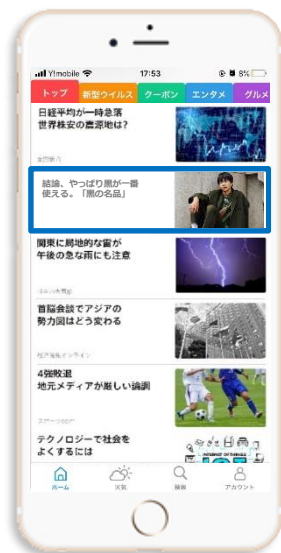 Y!mobile
17:53
8%
トップ
新型ウイルス
クーポン
エンタメ
グルメ
日経平均が一時急落
世界株安の震源地は?
結論、やっぱり黒が一番
使える。「黒の名品」
関東に局地的な雷が
午後の急な雨にも注意
首脳会談でアジアの
勢力図はどう変わる
4強敗退
地元メディアが厳しい論調
テクノロジーで社会を
よくするには
INTERNET OF THINGS
ホーム
天気
検索
アカウント